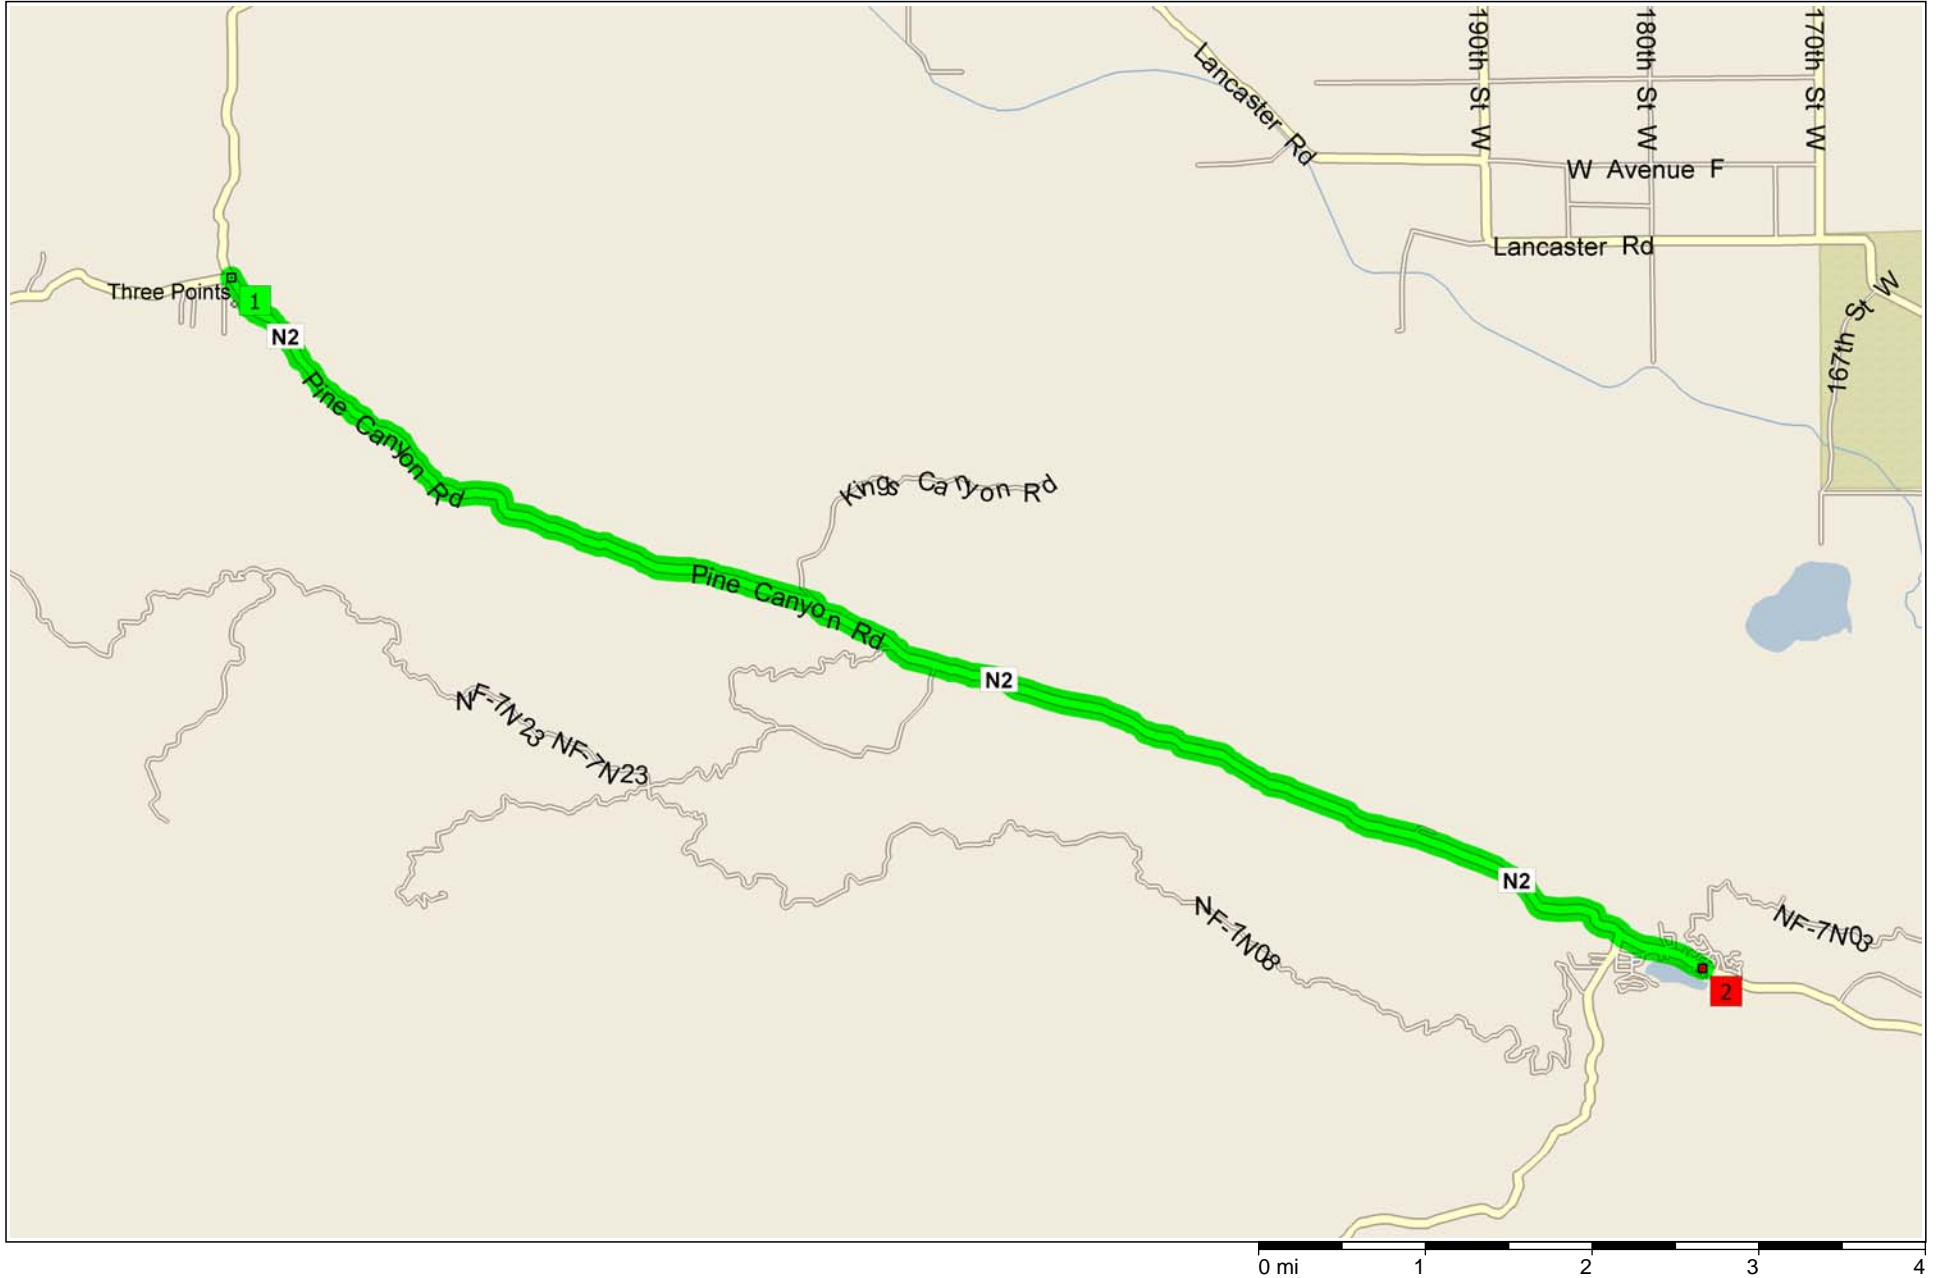 190th St W
180th St W
170th St W
Lancaster Rd
W Avenue F
Lancaster Rd
167th St W
Three Points
1
N2
Pine Canyon Rd
Kings Canyon Rd
Pine Canyon Rd
N2
NF-7N23
NF-7N23
N2
NF-7N08
NF-7N03
2
0 mi 1 2 3 4